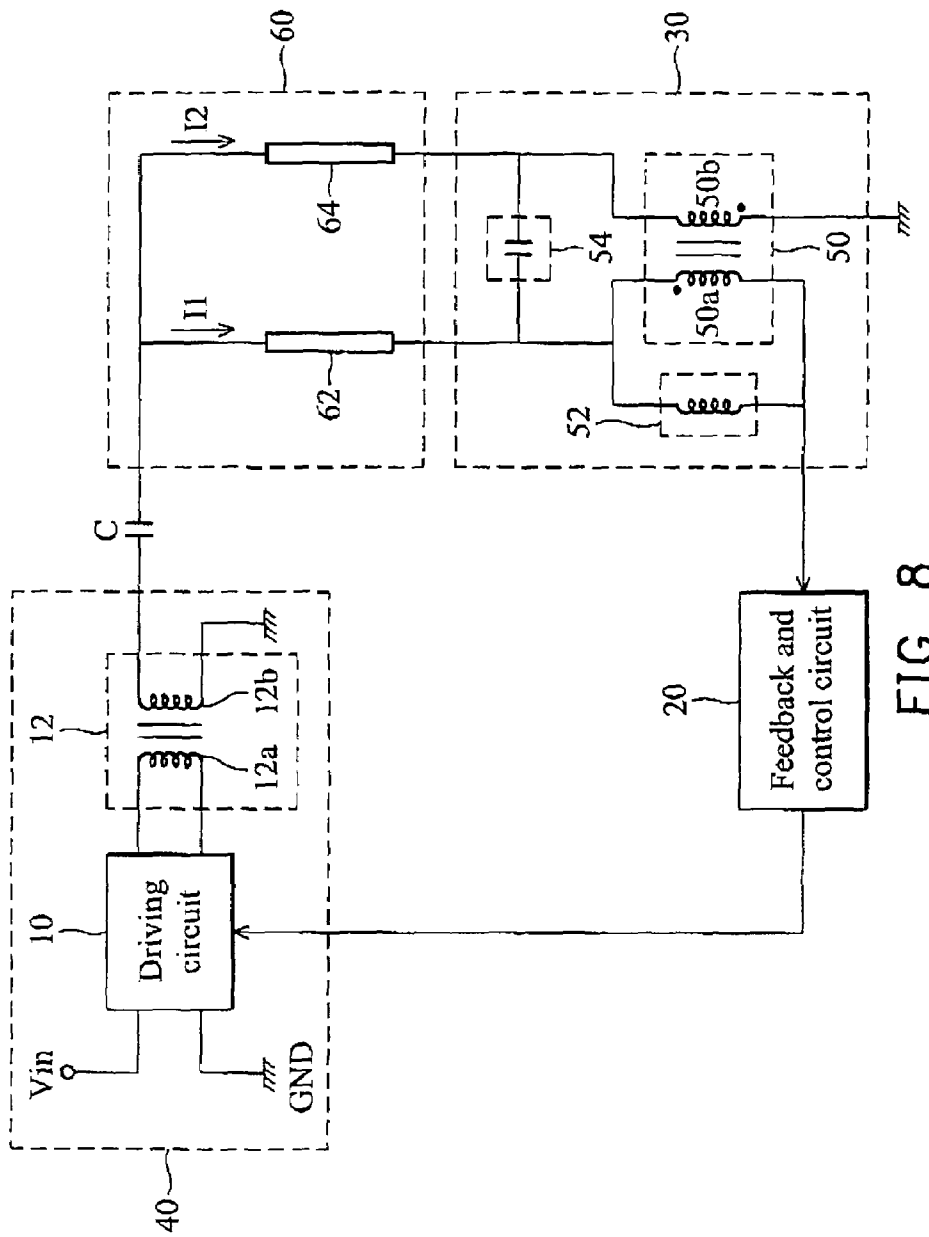 40
Vin
GND
10
Driving
circuit
12
12a
12b
C
60
I1
I2
62
64
30
54
52
50a
50b
50
20
Feedback and
control circuit
FIG. 8